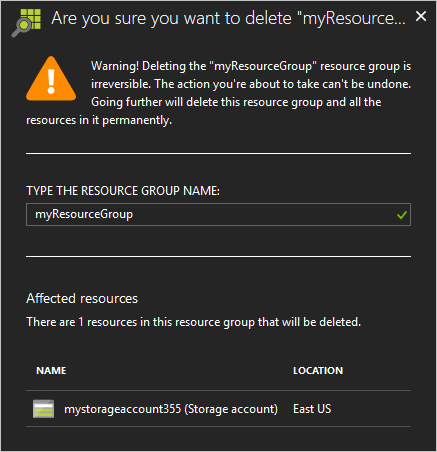 Are you sure you want to delete "myResource...
Warning! Deleting the "myResourceGroup" resource group is
irreversible. The action you're about to take can't be undone.
Going further will delete this resource group and all the
resources in it permanently.
TYPE THE RESOURCE GROUP NAME:
myResourceGroup
Affected resources
There are 1 resources in this resource group that will be deleted.
NAME LOCATION
mystorageaccount355 (Storage account) East US